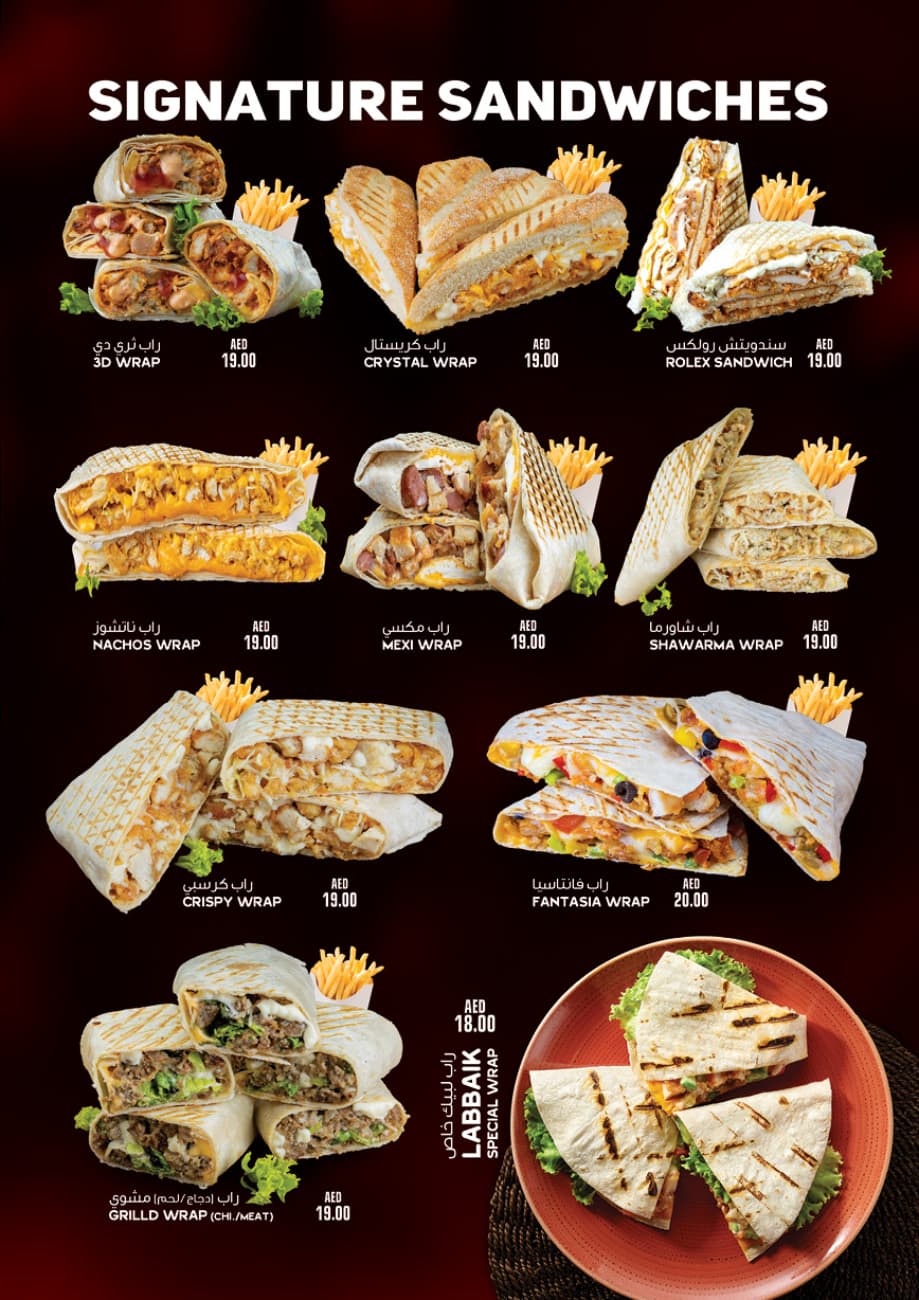 SIGNATURE SANDWICHES
راب ثري دي
3D WRAP
AED
19.00
راب كريستال
CRYSTAL WRAP
AED
19.00
سندويتش رولكس
ROLEX SANDWICH
AED
19.00
راب ناتشوز
NACHOS WRAP
AED
19.00
راب مكسي
MEXI WRAP
AED
19.00
راب شاورما
SHAWARMA WRAP
AED
19.00
راب كرسبي
CRISPY WRAP
AED
19.00
راب فانتاسيا
FANTASIA WRAP
AED
20.00
راب (دجاج/لحم) مشوي
GRILLD WRAP (CHI./MEAT)
AED
19.00
AED
18.00
راب لبيك خاص
LABBAIK
SPECIAL WRAP